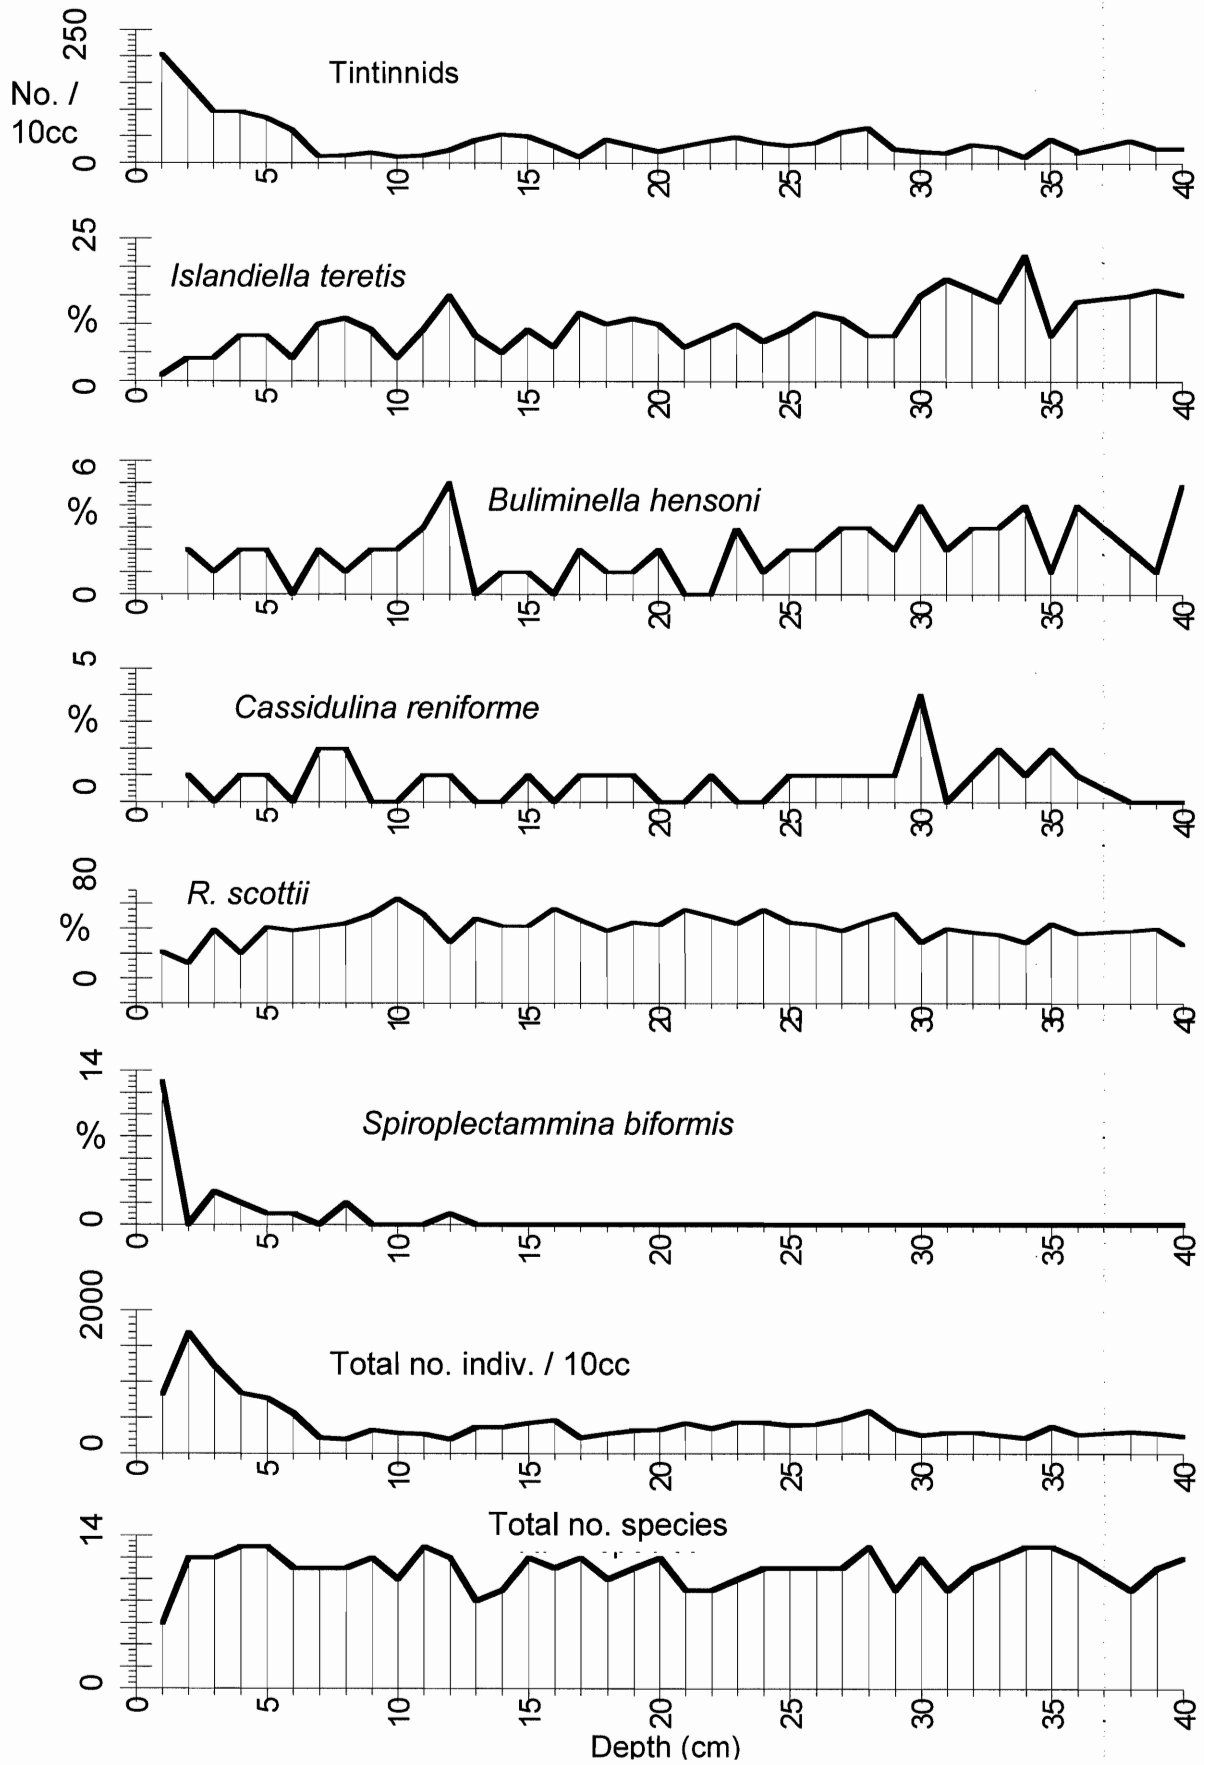 250
No. /
10cc
Tintinnids
0
0 5 10 15 20 25 30 35 40
25
Islandiella teretis
%
0
0 5 10 15 20 25 30 35 40
6
%
Buliminella hensoni
0
0 5 10 15 20 25 30 35 40
5
%
Cassidulina reniforme
0
0 5 10 15 20 25 30 35 40
80
R. scottii
%
0
0 5 10 15 20 25 30 35 40
14
%
Spiroplectammina biformis
0
0 5 10 15 20 25 30 35 40
2000
Total no. indiv. / 10cc
0
0 5 10 15 20 25 30 35 40
14
Total no. species
0
0 5 10 15 20 25 30 35 40
Depth (cm)